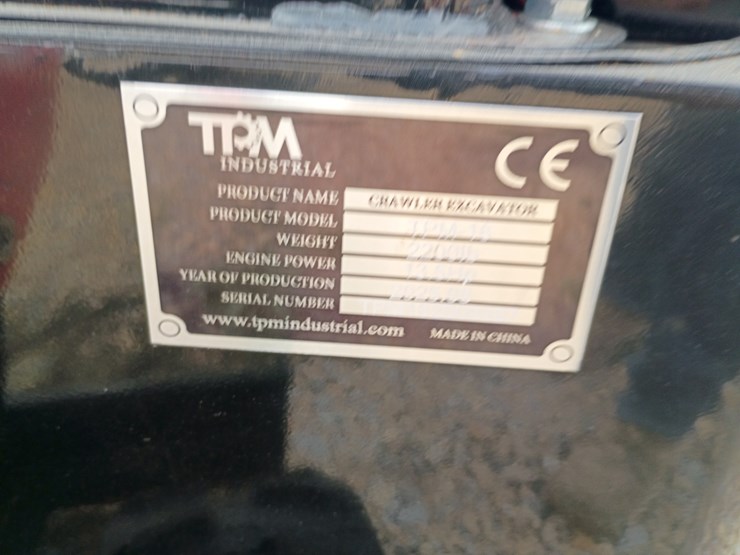 TPM
INDUSTRIAL
CE
PRODUCT NAME CRAWLER EXCAVATOR
PRODUCT MODEL
WEIGHT
ENGINE POWER
YEAR OF PRODUCTION
SERIAL NUMBER
www.tpmindustrial.com MADE IN CHINA